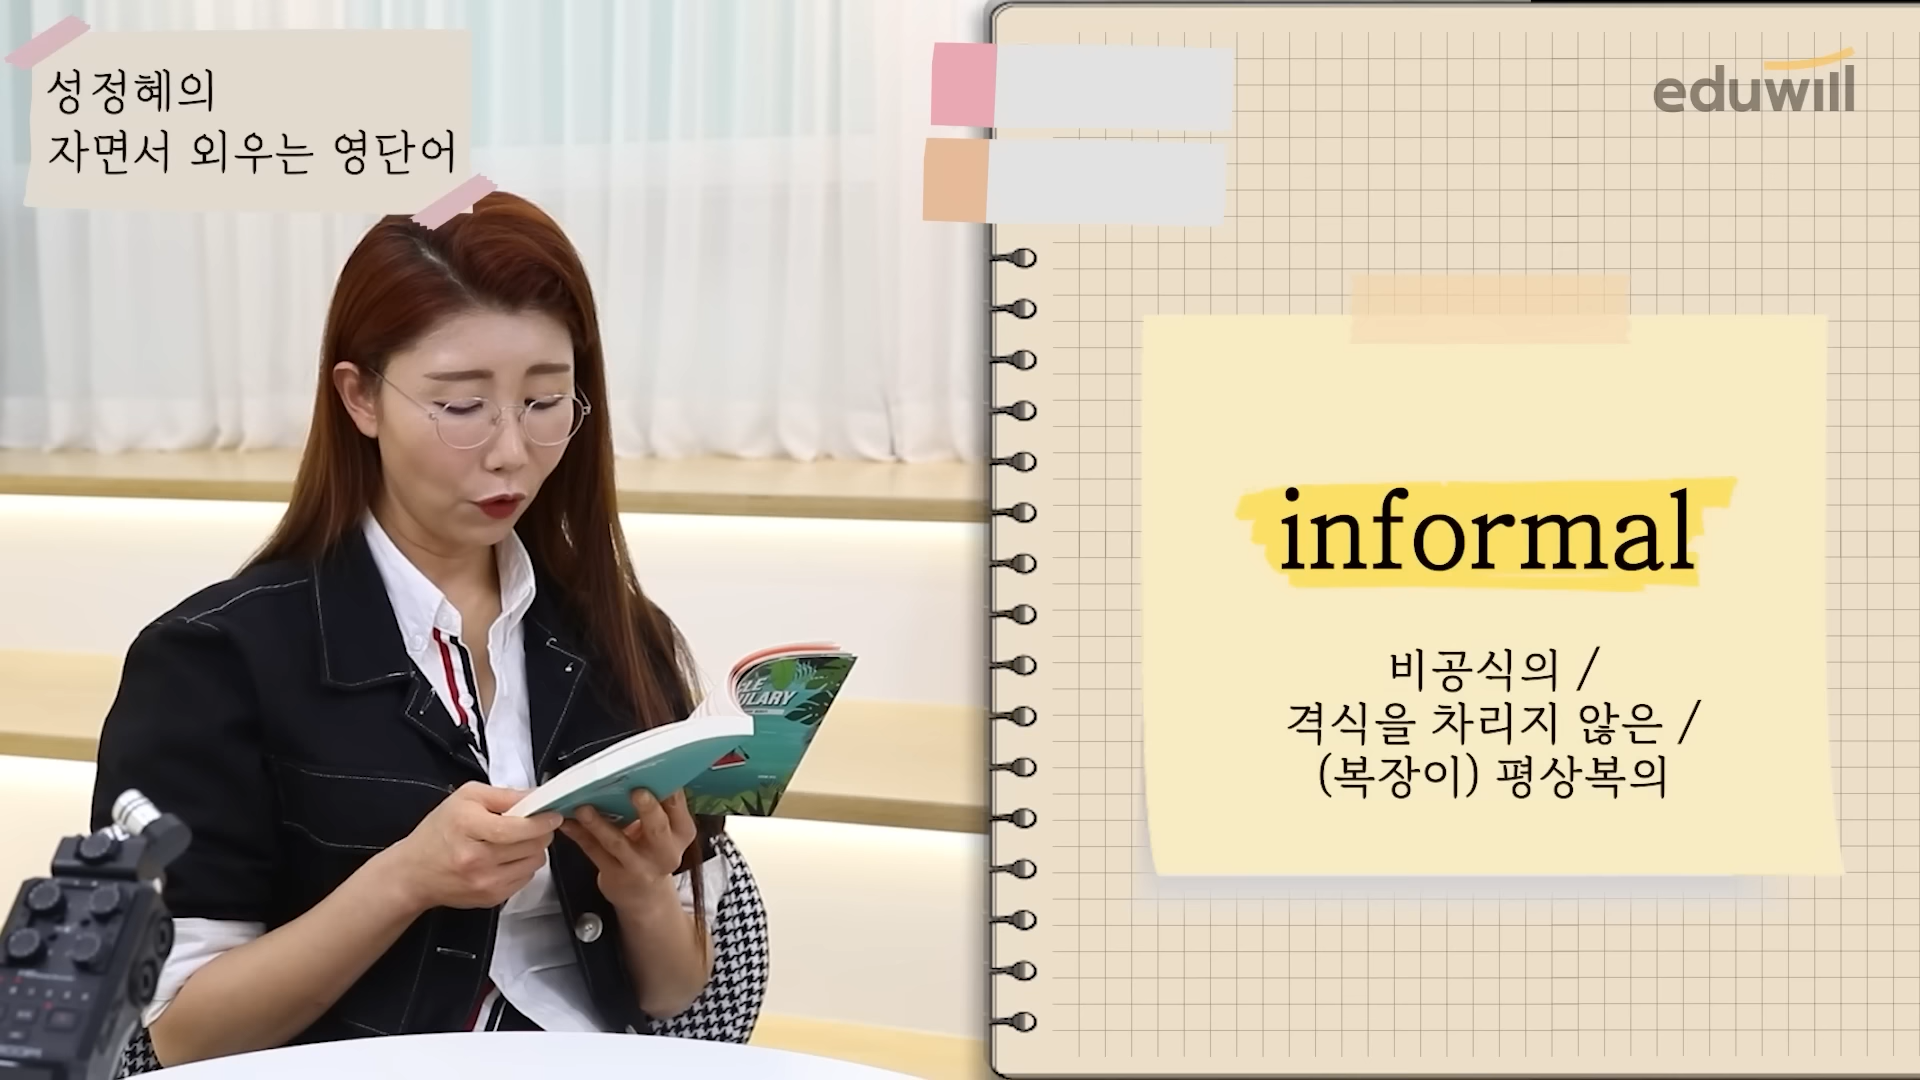 성정혜의
자면서 외우는 영단어
eduwill
informal
비공식의 /
격식을 차리지 않은 /
(복장이) 평상복의